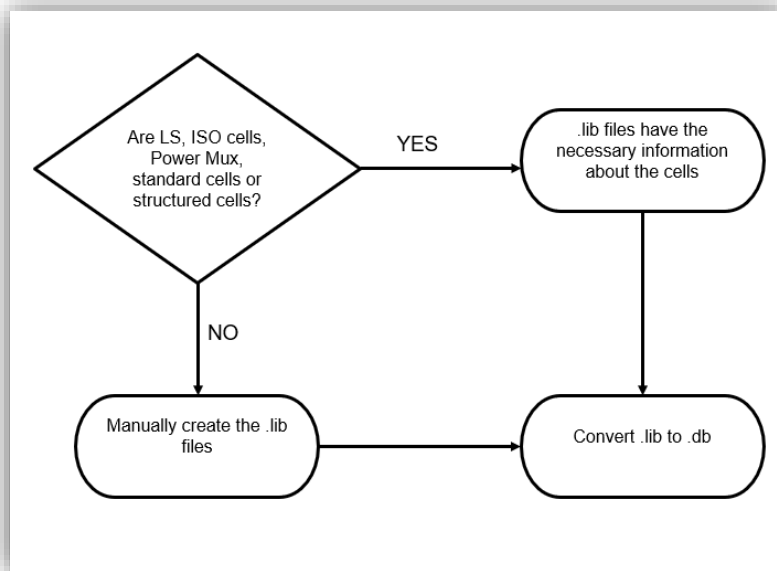 Are LS, ISO cells,
Power Mux,
standard cells or
structured cells?
YES
.lib files have the
necessary information
about the cells
NO
Manually create the .lib
files
Convert .lib to .db